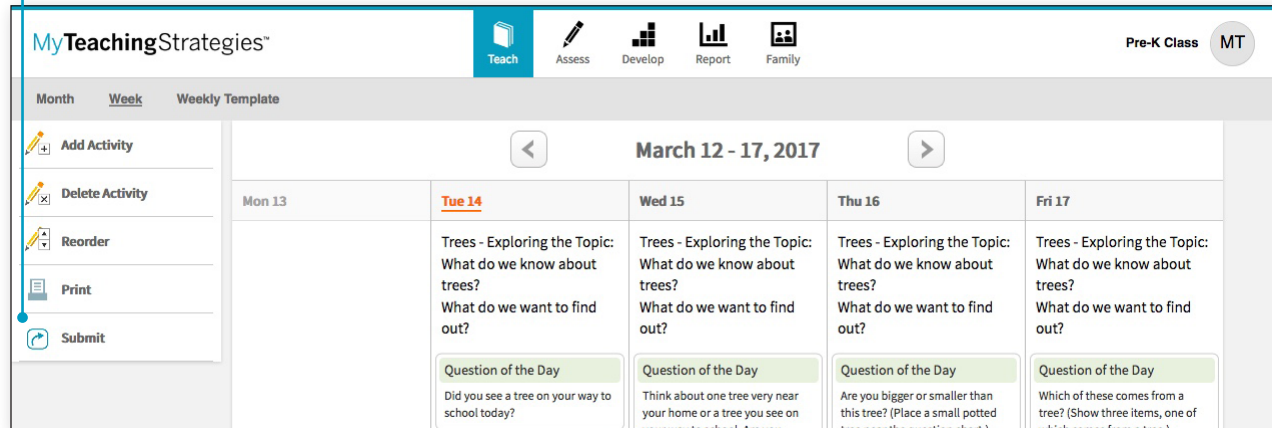 MyTeachingStrategies™
Teach
Assess
Develop
Report
Family
Pre-K Class
MT
Month
Week
Weekly Template
Add Activity
Delete Activity
Reorder
Print
Submit
March 12 - 17, 2017
Mon 13
Tue 14
Wed 15
Thu 16
Fri 17
Trees - Exploring the Topic:
What do we know about
trees?
What do we want to find
out?
Question of the Day
Did you see a tree on your way to
school today?
Trees - Exploring the Topic:
What do we know about
trees?
What do we want to find
out?
Question of the Day
Think about one tree very near
your home or a tree you see on
Trees - Exploring the Topic:
What do we know about
trees?
What do we want to find
out?
Question of the Day
Are you bigger or smaller than
this tree? (Place a small potted
Trees - Exploring the Topic:
What do we know about
trees?
What do we want to find
out?
Question of the Day
Which of these comes from a
tree? (Show three items, one of